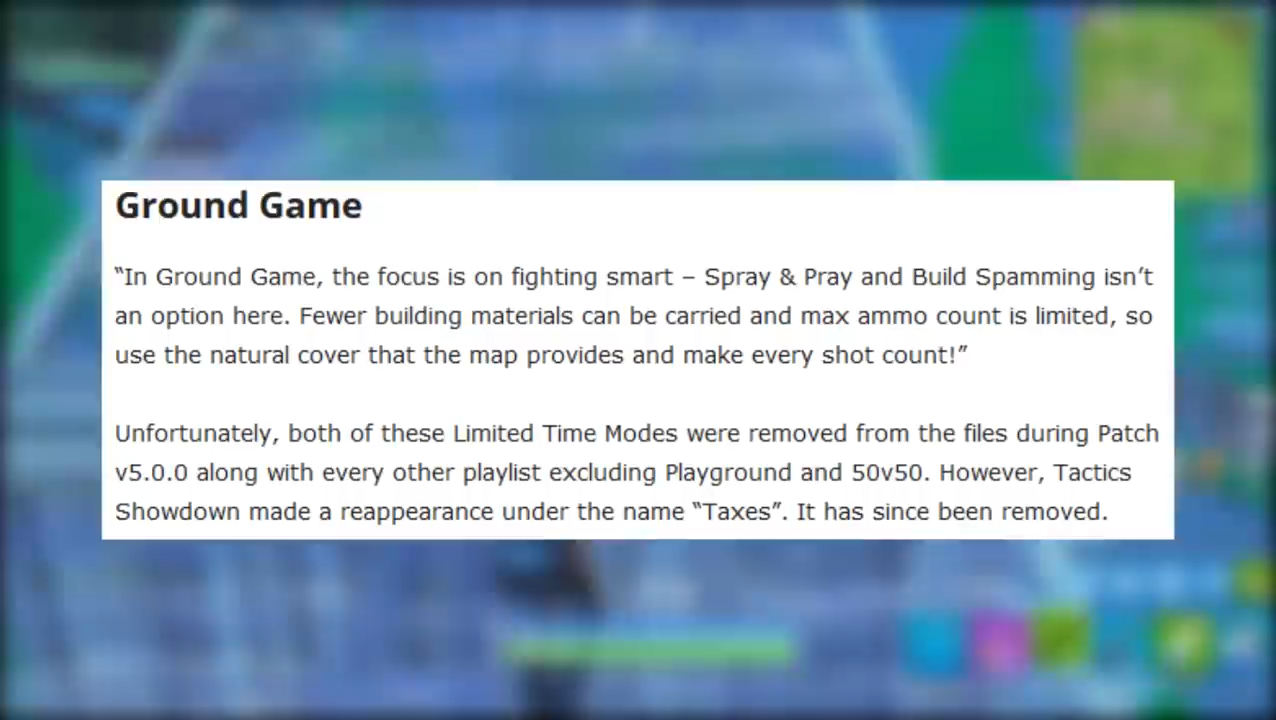 Ground Game
“In Ground Game, the focus is on fighting smart – Spray & Pray and Build Spamming isn’t
an option here. Fewer building materials can be carried and max ammo count is limited, so
use the natural cover that the map provides and make every shot count!”
Unfortunately, both of these Limited Time Modes were removed from the files during Patch
v5.0.0 along with every other playlist excluding Playground and 50v50. However, Tactics
Showdown made a reappearance under the name “Taxes”. It has since been removed.